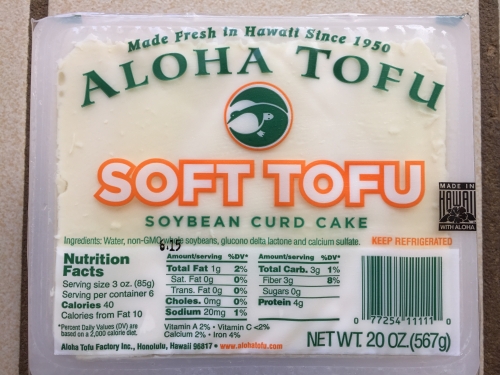 Made Fresh in Hawaii Since 1950
ALOHA TOFU
SOFT TOFU
SOYBEAN CURD CAKE
MADE IN
HAWAII
WITH ALOHA
Ingredients: Water, non-GMO whole soybeans, glucono delta lactone and calcium sulfate.
KEEP REFRIGERATED
6.15
Nutrition
Facts
Serving size 3 oz. (85g)
Serving per container 6
Calories 40
Calories from Fat 10
*Percent Daily Values (DV) are
based on a 2,000 calorie diet.
Amount/serving %DV*
Total Fat 1g 2%
Sat. Fat 0g 0%
Trans. Fat 0g 0%
Choles. 0mg 0%
Sodium 20mg 1%
Amount/serving %DV*
Total Carb. 3g 1%
Fiber 3g 8%
Sugars 0g
Protein 4g
Vitamin A 2% • Vitamin C <2%
Calcium 2% • Iron 4%
Aloha Tofu Factory Inc., Honolulu, Hawaii 96817 • www.alohatofu.com
0 77254 11111 0
NET WT. 20 OZ. (567g)